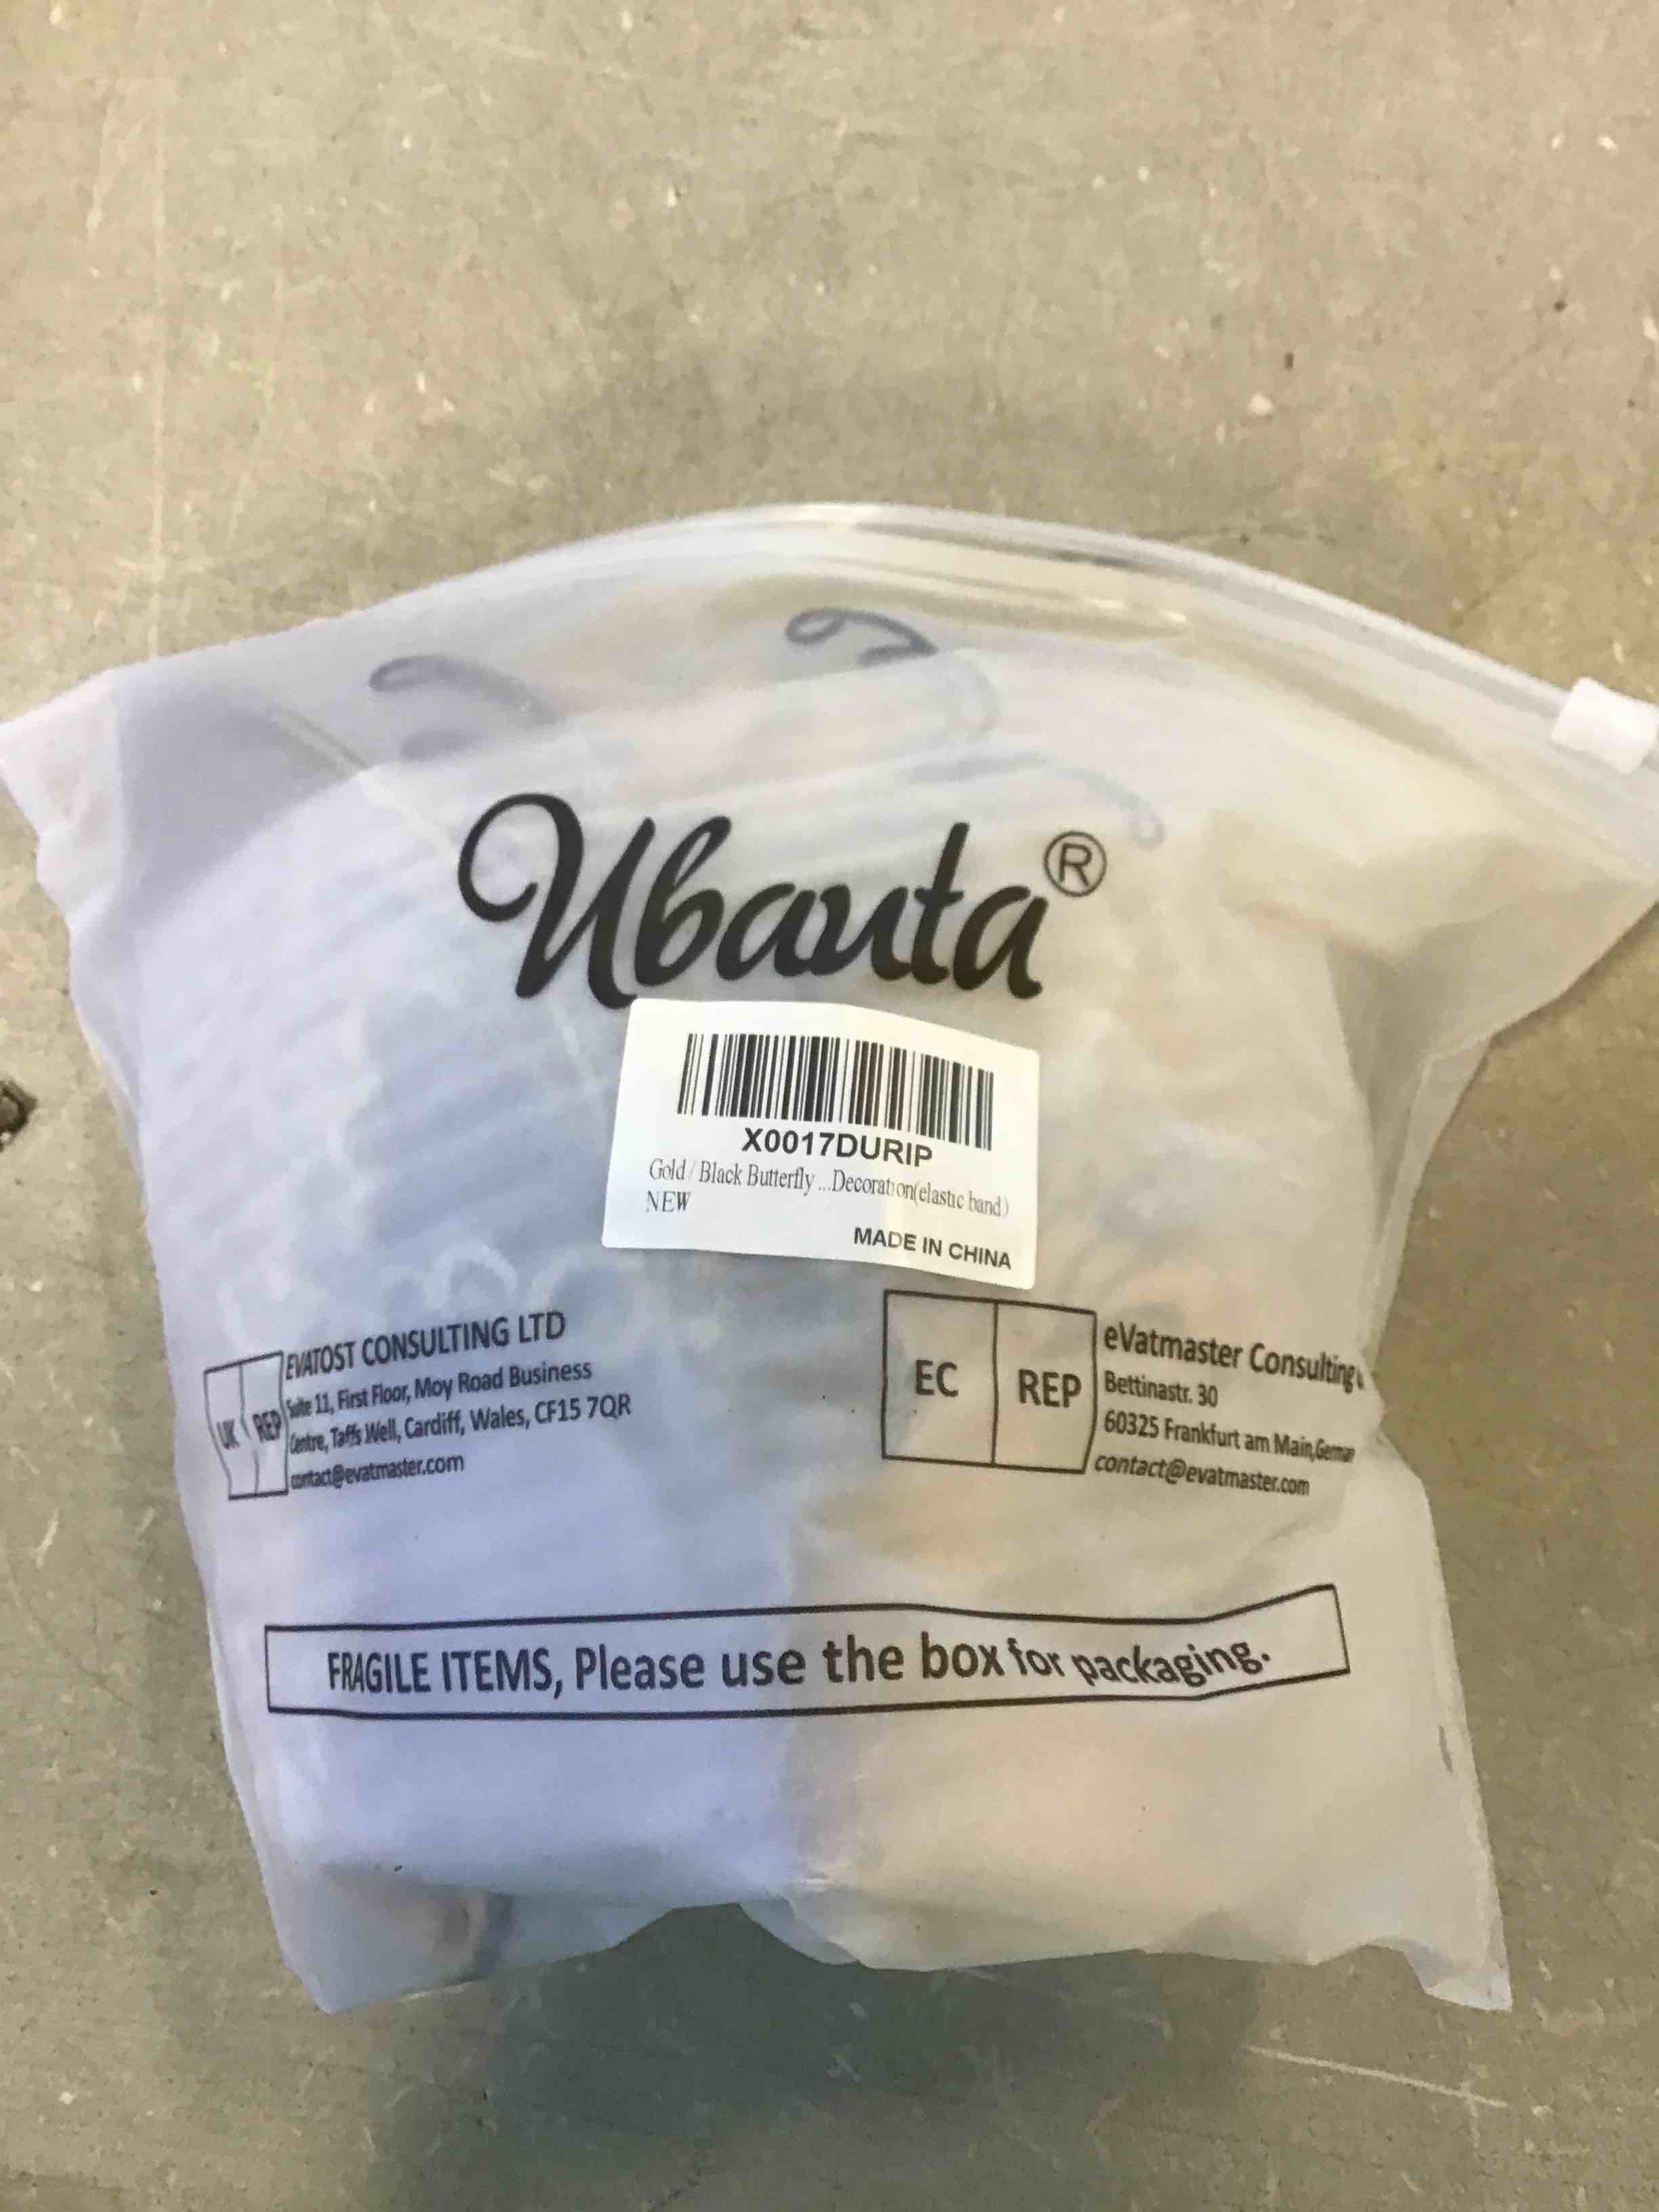 Ubauta®
X0017DURIP
Gold / Black Butterfly ...Decoration(elastic band)
NEW
MADE IN CHINA
UK REP
EVATOST CONSULTING LTD
Suite 11, First Floor, Moy Road Business
Centre, Taffs Well, Cardiff, Wales, CF15 7QR
contact@evatmaster.com
EC REP
eVatmaster Consulting
Bettinastr. 30
60325 Frankfurt am Main,German
contact@evatmaster.com
FRAGILE ITEMS, Please use the box for packaging.